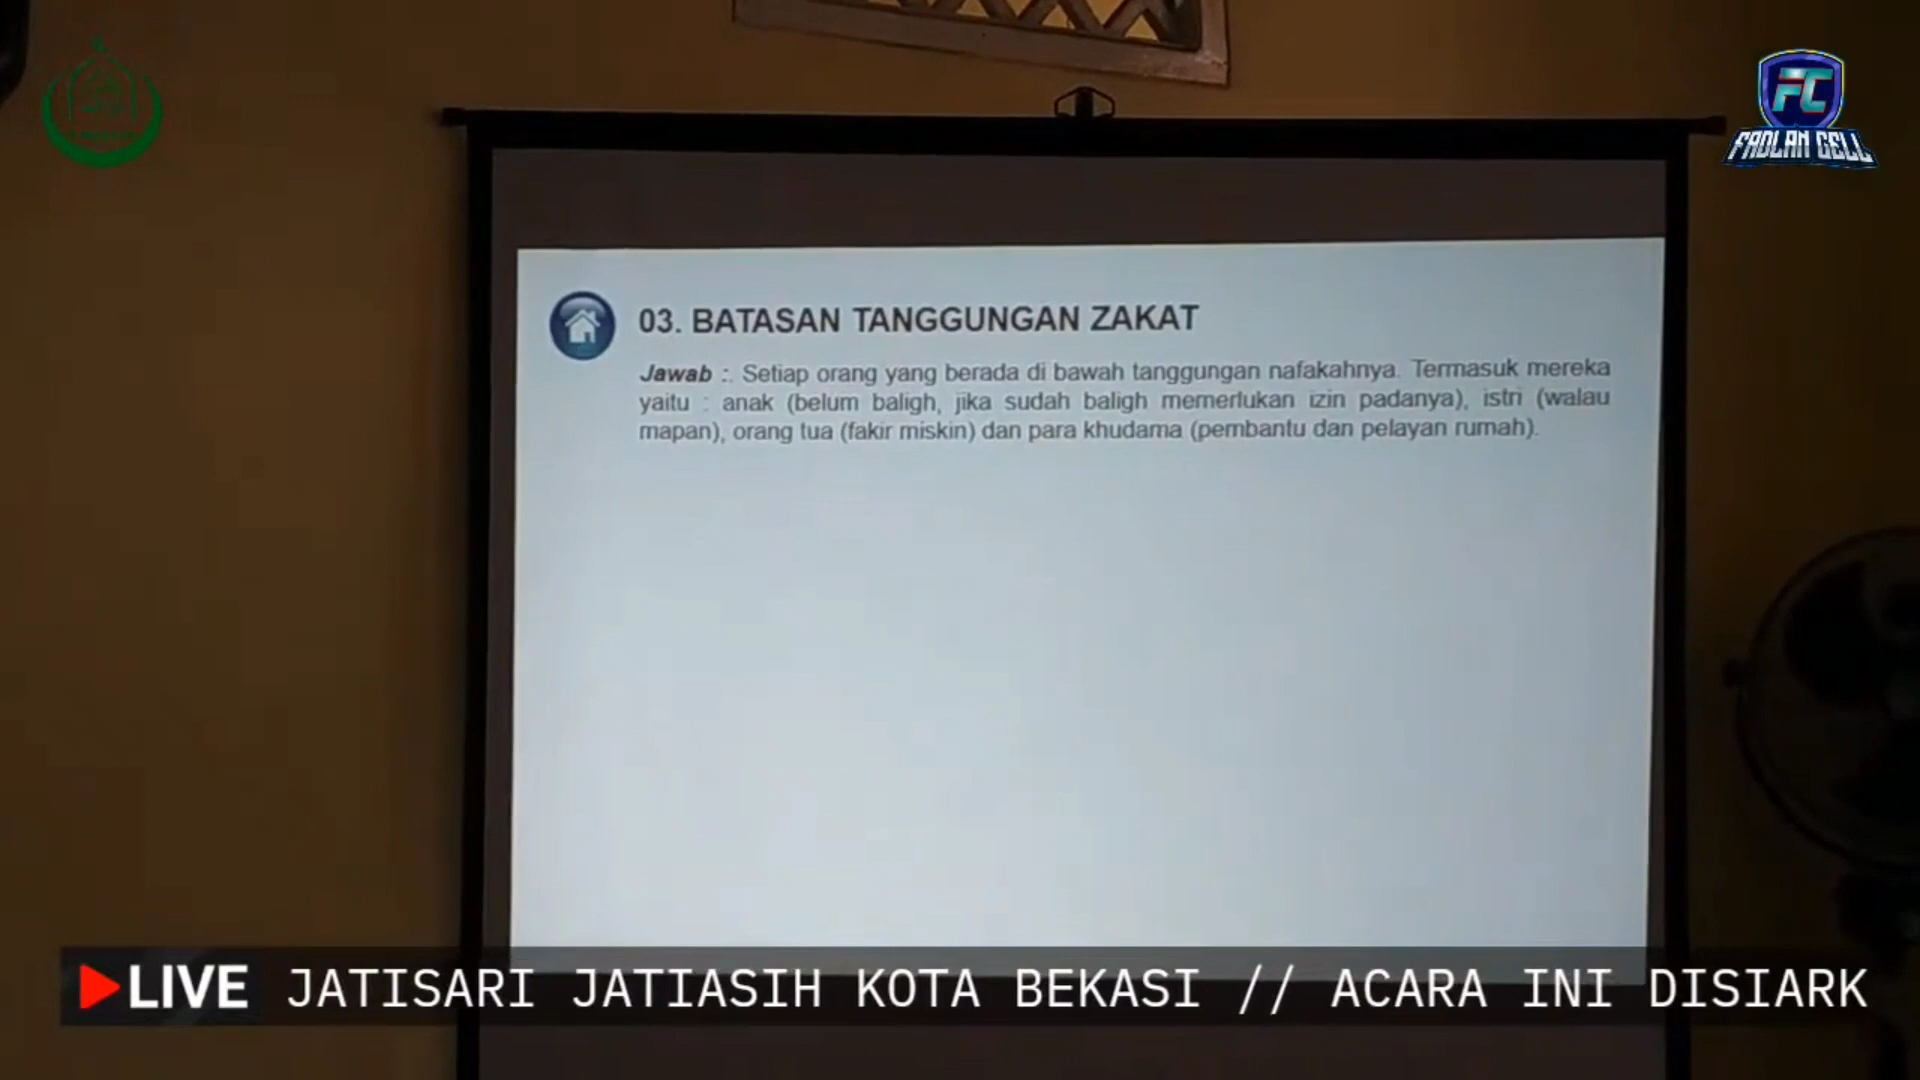 FC
FADLAN GELL
03. BATASAN TANGGUNGAN ZAKAT
Jawab :. Setiap orang yang berada di bawah tanggungan nafakahnya. Termasuk mereka
yaitu : anak (belum baligh, jika sudah baligh memerlukan izin padanya), istri (walau
mapan), orang tua (fakir miskin) dan para khudama (pembantu dan pelayan rumah).
LIVE JATISARI JATIASIH KOTA BEKASI // ACARA INI DISIARK